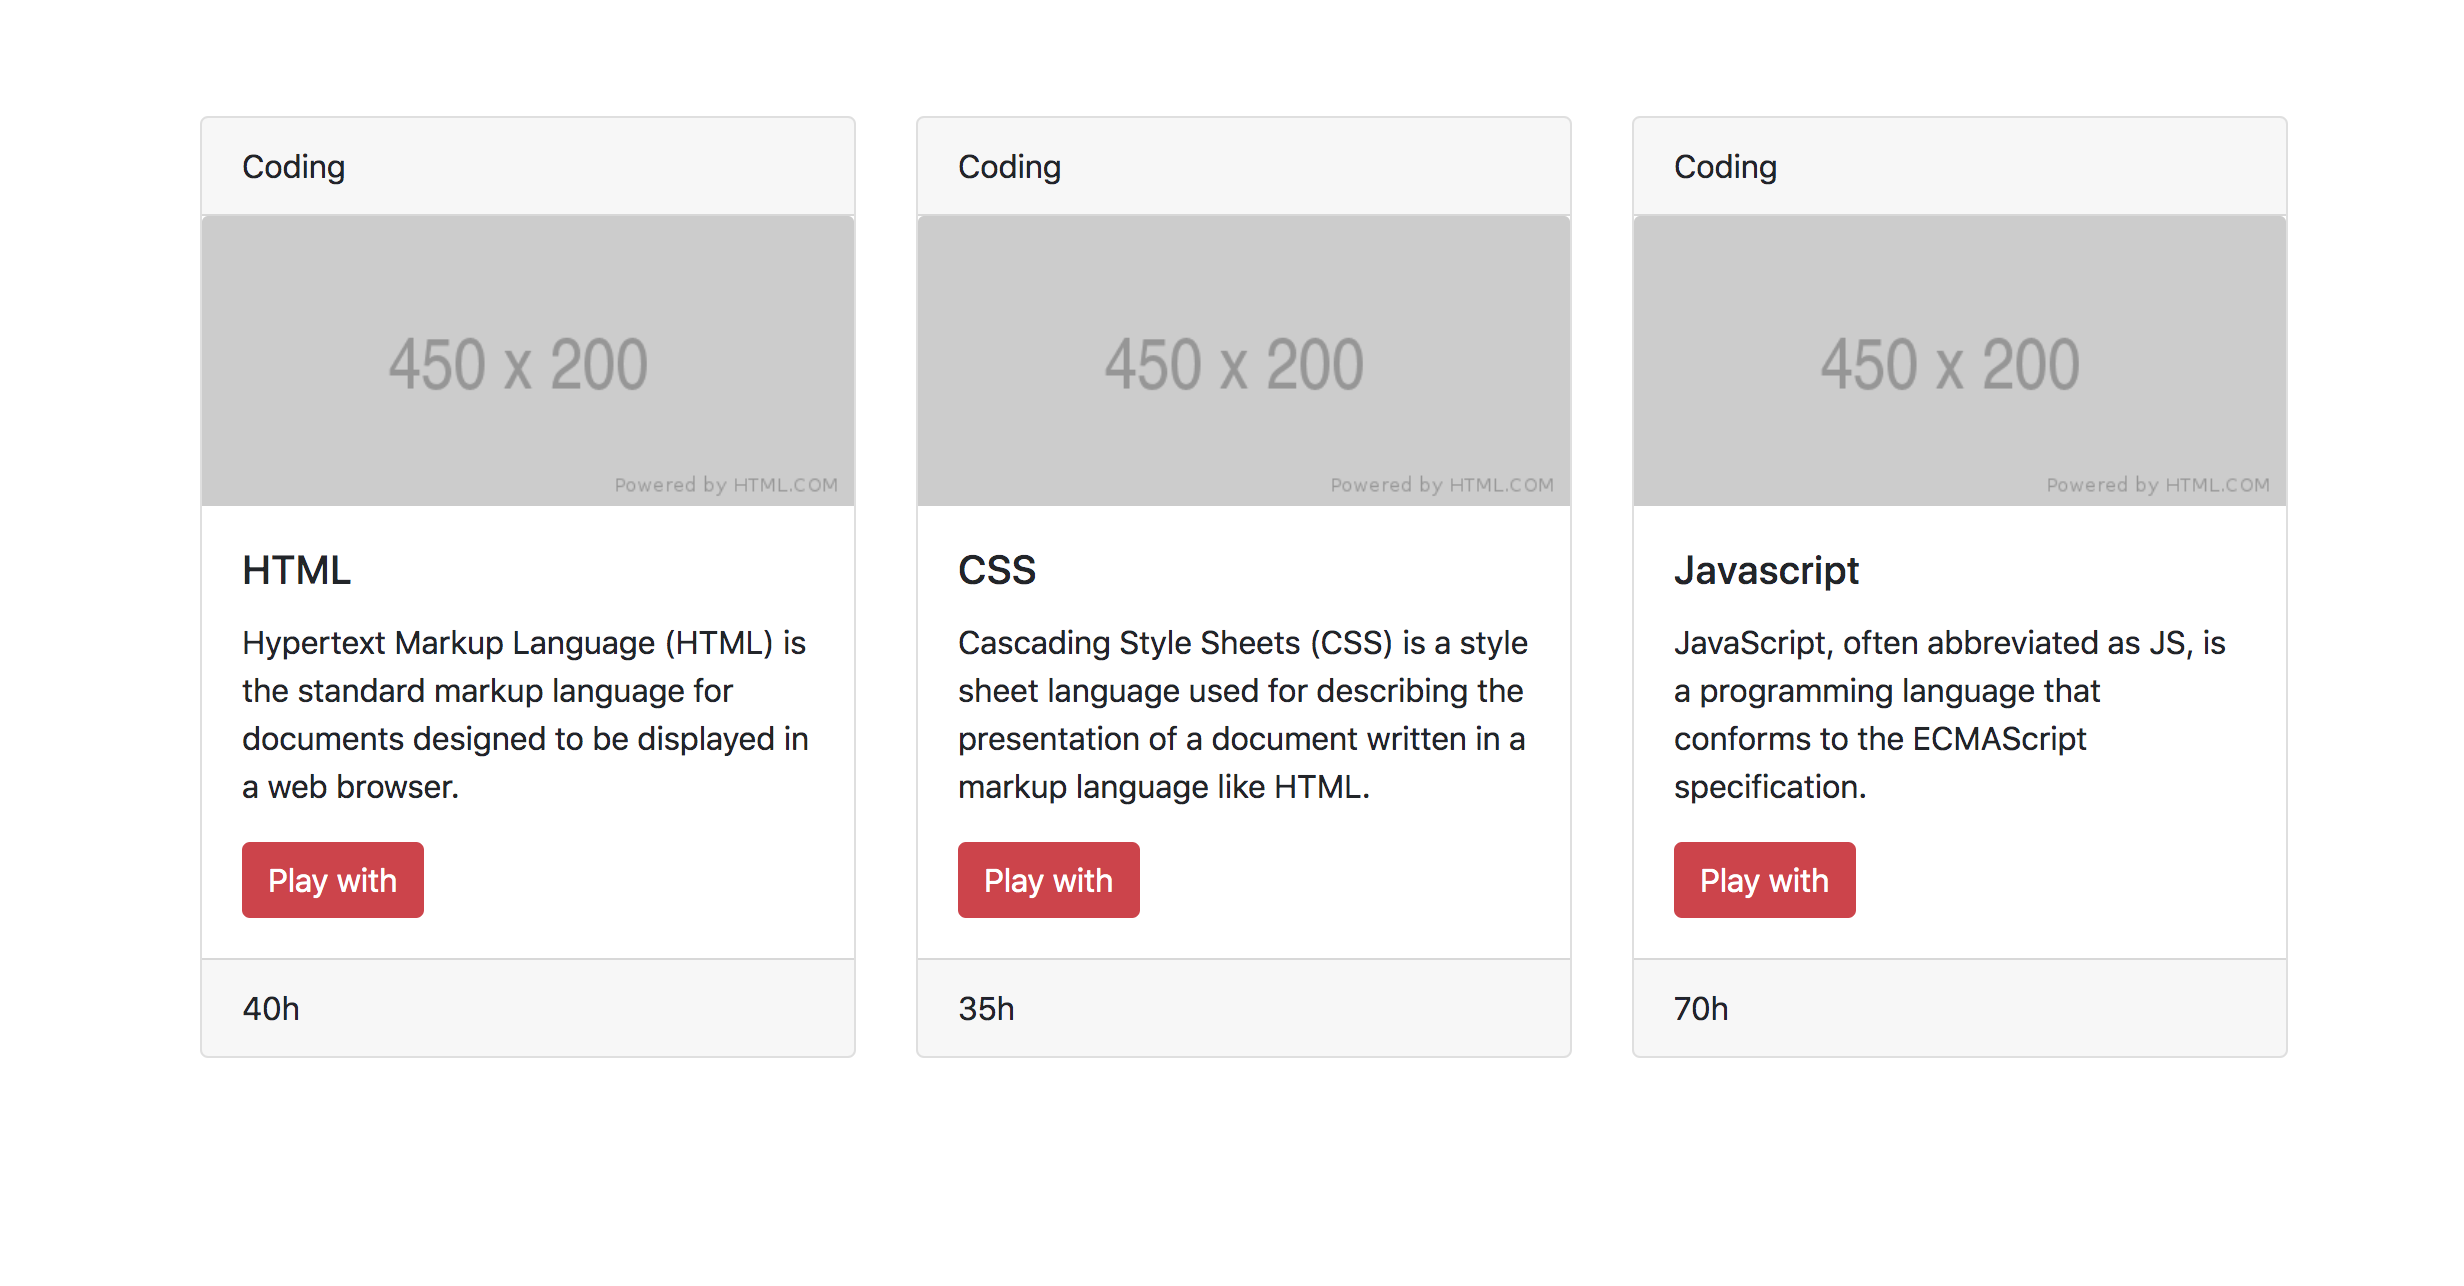 Coding
450 x 200
Powered by HTML.COM
HTML
Hypertext Markup Language (HTML) is
the standard markup language for
documents designed to be displayed in
a web browser.
Play with
40h
Coding
450 x 200
Powered by HTML.COM
CSS
Cascading Style Sheets (CSS) is a style
sheet language used for describing the
presentation of a document written in a
markup language like HTML.
Play with
35h
Coding
450 x 200
Powered by HTML.COM
Javascript
JavaScript, often abbreviated as JS, is
a programming language that
conforms to the ECMAScript
specification.
Play with
70h